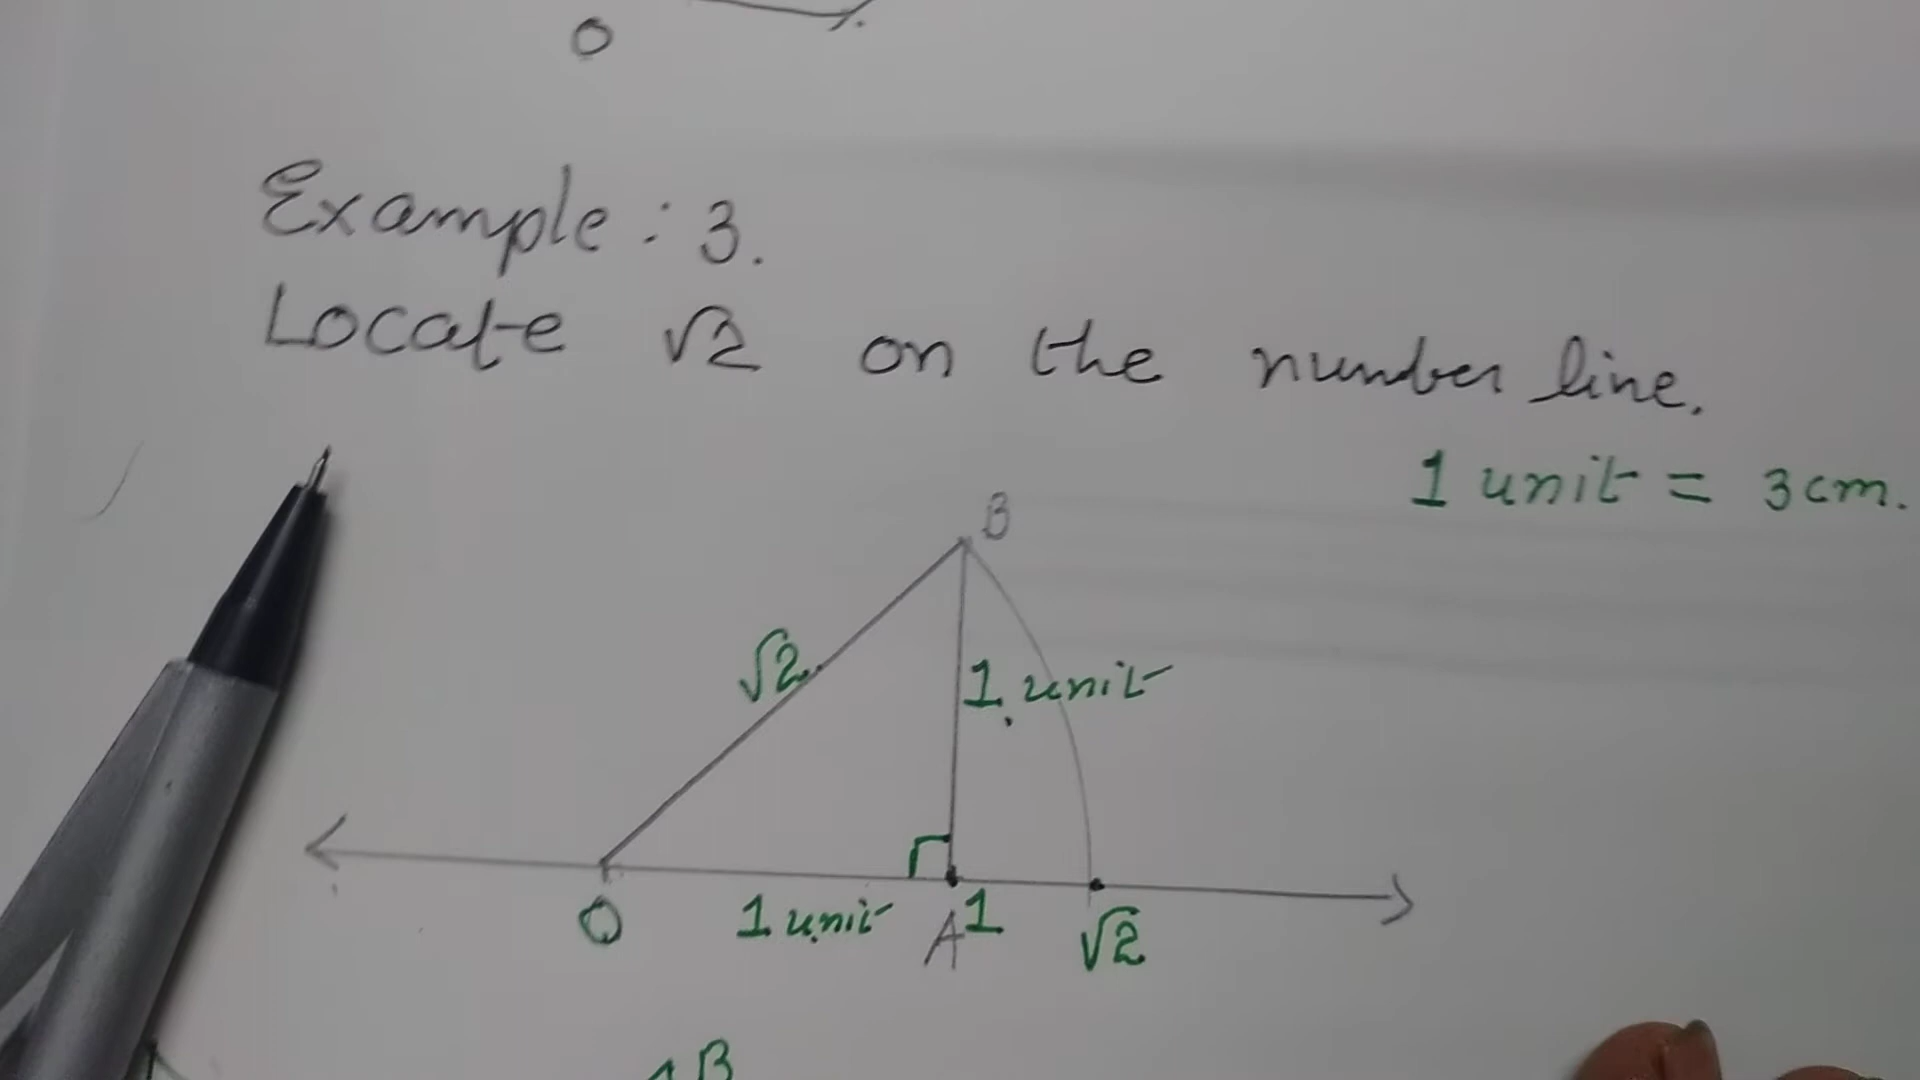 O
Example : 3.
Locate √2 on the number line.
1 unit = 3 cm.
B
√2
1 unit
O 1 unit A 1 √2
B